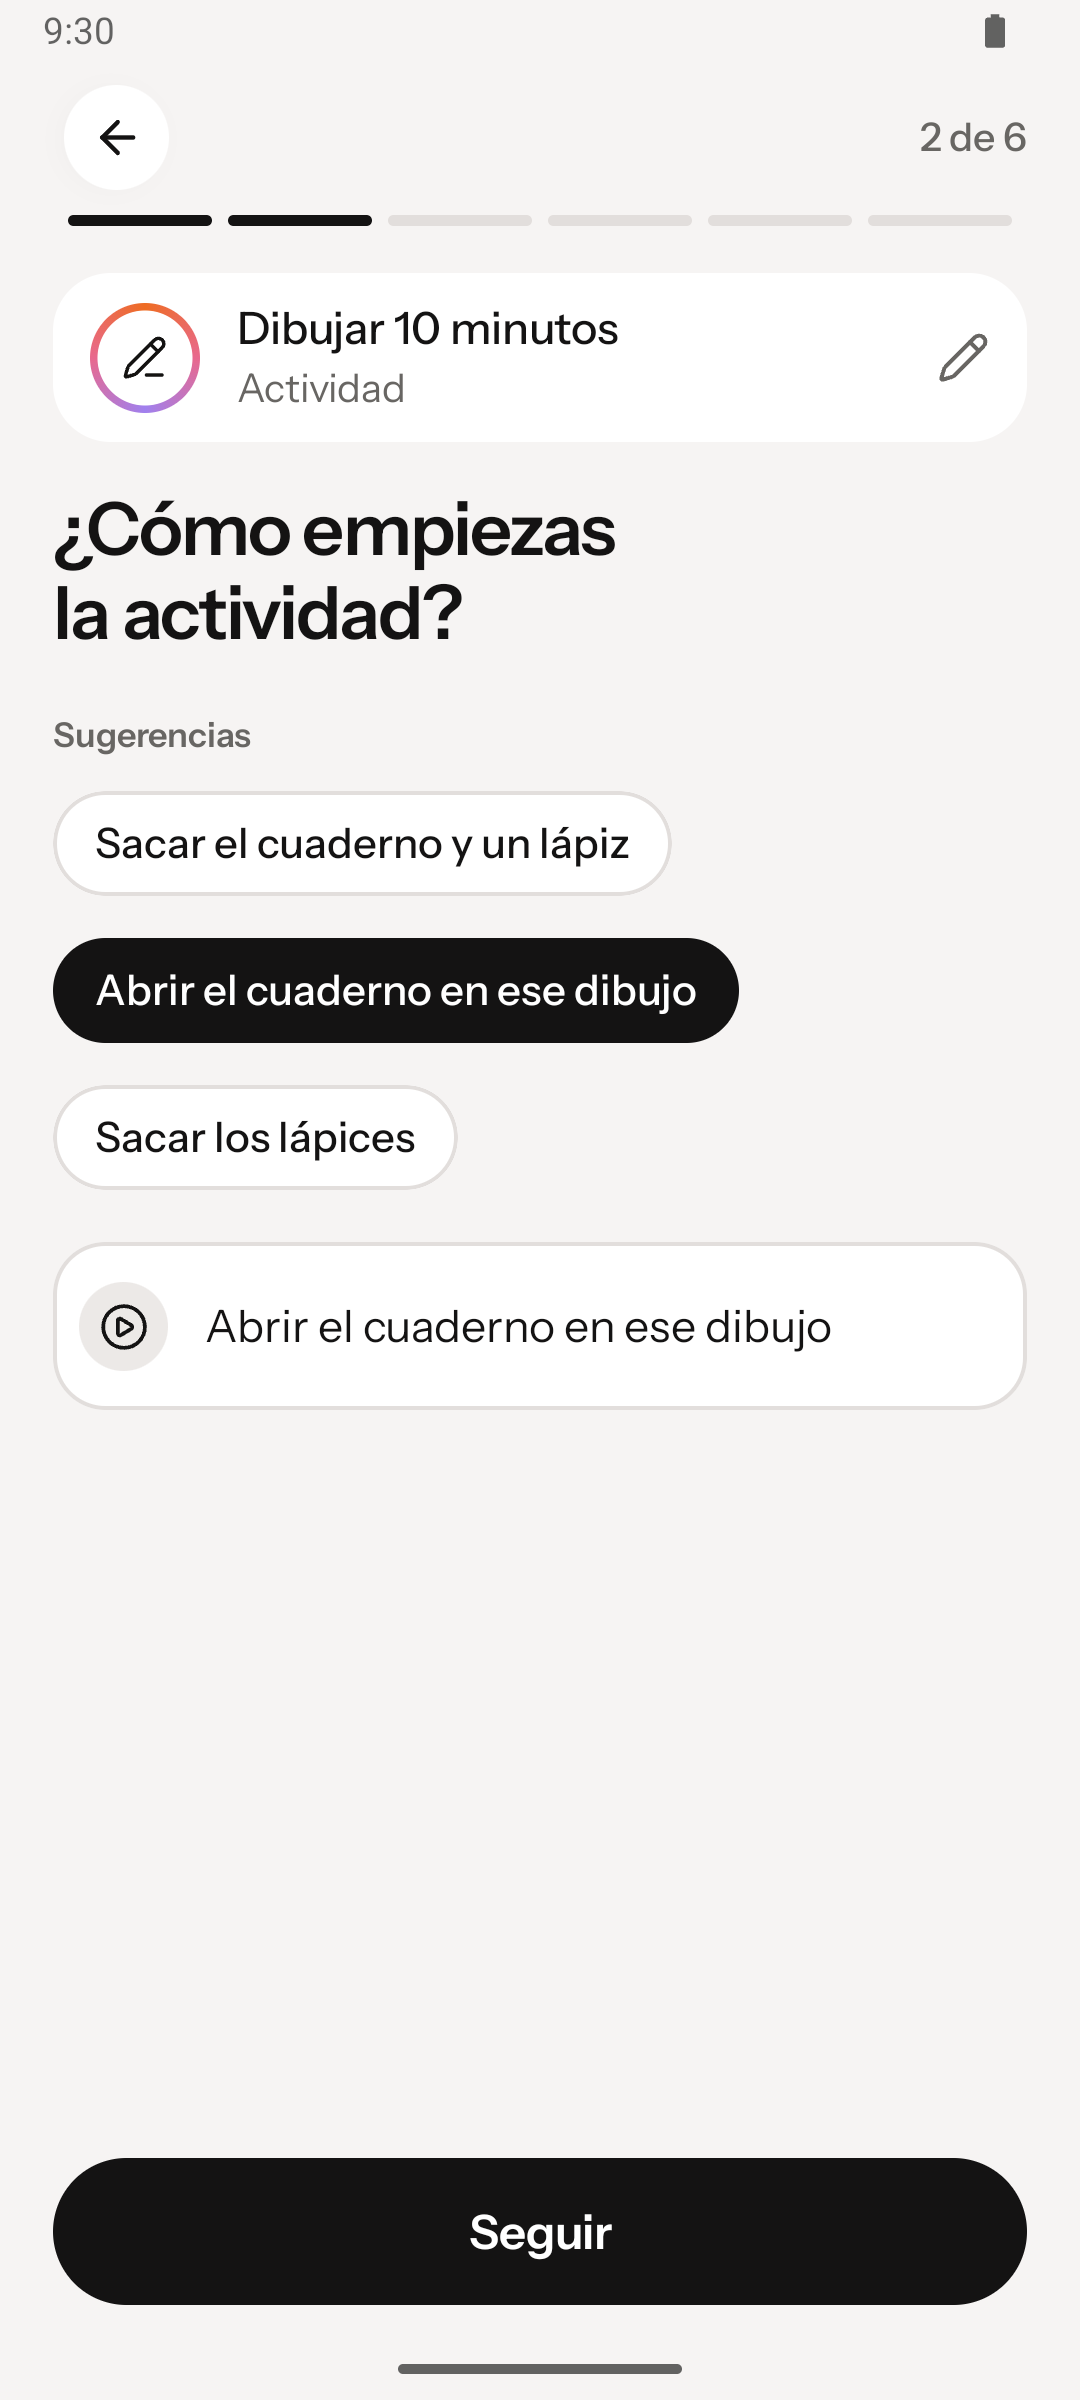 9:30
2 de 6
Dibujar 10 minutos
Actividad
¿Cómo empiezas
la actividad?
Sugerencias
Sacar el cuaderno y un lápiz
Abrir el cuaderno en ese dibujo
Sacar los lápices
Abrir el cuaderno en ese dibujo
Seguir